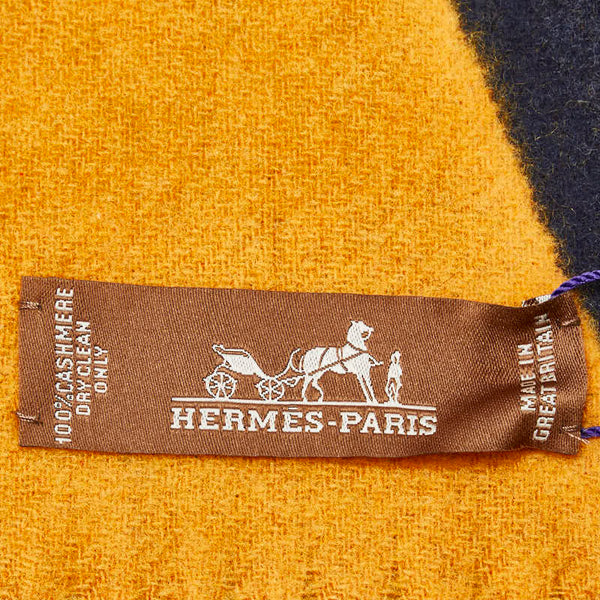 100% CASHMERE
DRY CLEAN
ONLY
HERMÈS-PARIS
MADE IN
GREAT BRITAIN